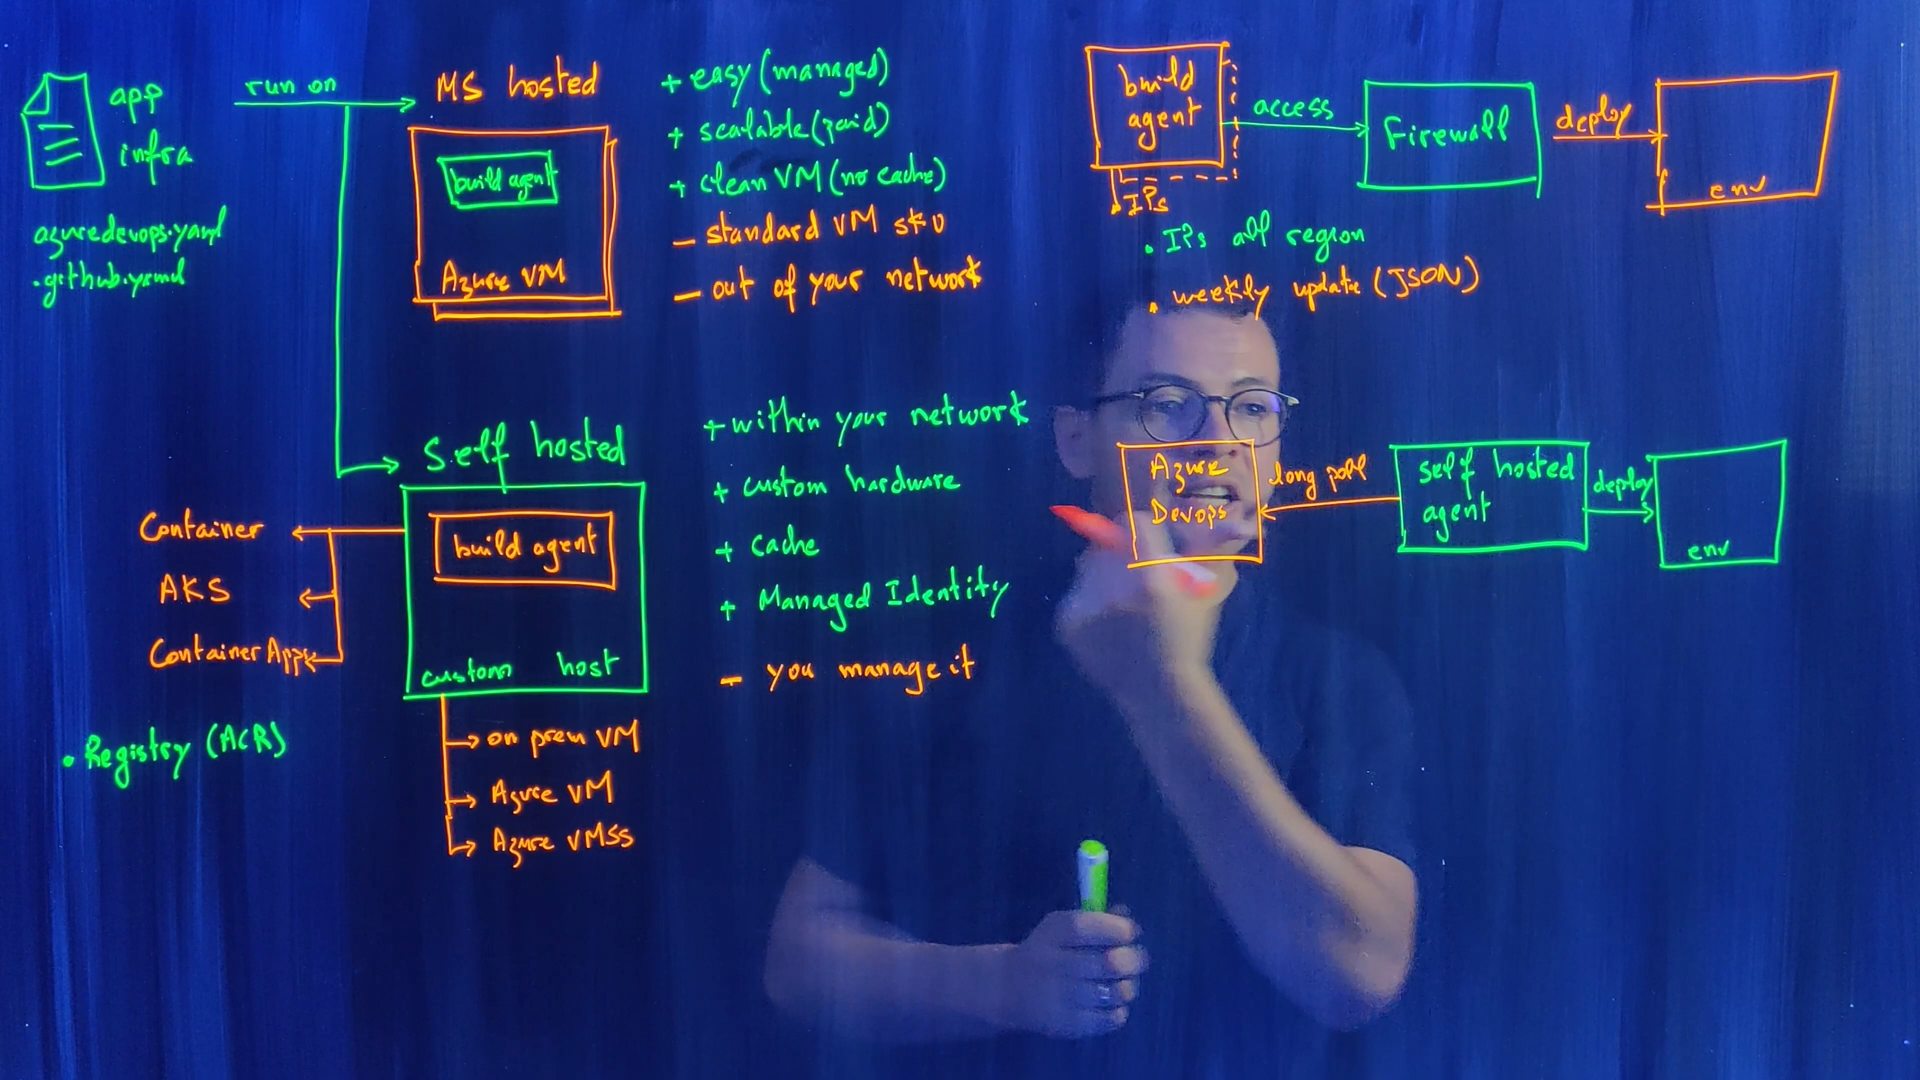 app
infra
azuredevops.yaml
.github.yaml
run on
MS hosted
build agent
Azure VM
+ easy (managed)
+ scalable (paid)
+ clean VM (no cache)
- standard VM sku
- out of your network
build
agent
IPs
access
Firewall
deploy
env
. IPs all region
. weekly update (JSON)
Self hosted
build agent
custom host
Container
AKS
Container Apps
. Registry (ACR)
on prem VM
Azure VM
Azure VMSS
+ within your network
+ custom hardware
+ cache
+ Managed Identity
- you manage it
Azure
Devops
long poll
self hosted
agent
deploy
env